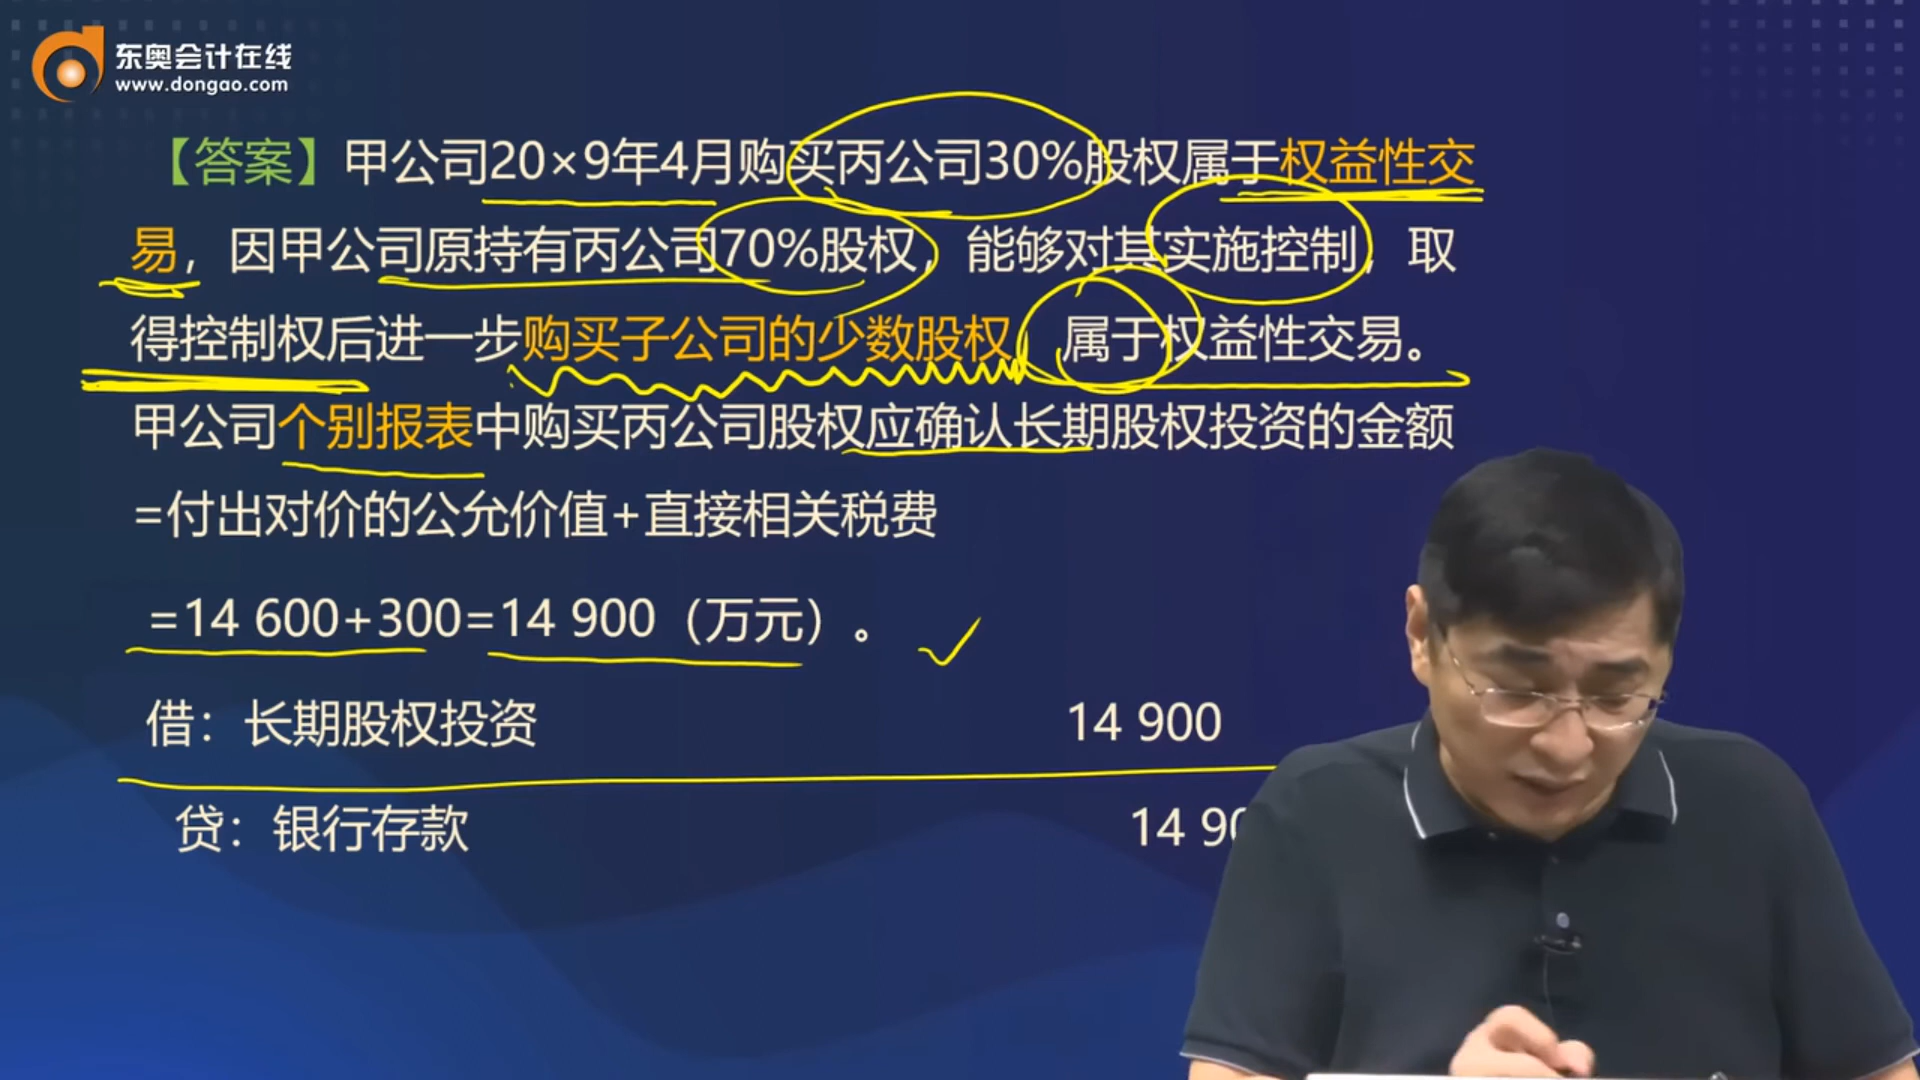 东奥会计在线
www.dongao.com
【答案】甲公司20×9年4月购买丙公司30%股权属于权益性交
易，因甲公司原持有丙公司70%股权，能够对其实施控制，取
得控制权后进一步购买子公司的少数股权，属于权益性交易。
甲公司个别报表中购买丙公司股权应确认长期股权投资的金额
=付出对价的公允价值+直接相关税费
=14 600+300=14 900（万元）。
借：长期股权投资 14 900
贷：银行存款 14 90